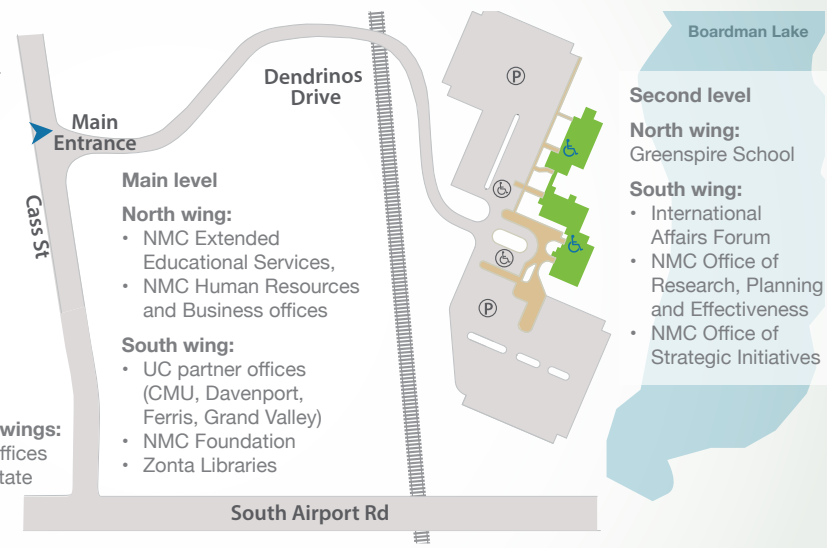 Boardman Lake
Dendrinos
Drive
Main
Entrance
Cass St
P
P
Main level
North wing:
• NMC Extended
Educational Services,
• NMC Human Resources
and Business offices
South wing:
• UC partner offices
(CMU, Davenport,
Ferris, Grand Valley)
• NMC Foundation
• Zonta Libraries
Second level
North wing:
Greenspire School
South wing:
• International
Affairs Forum
• NMC Office of
Research, Planning
and Effectiveness
• NMC Office of
Strategic Initiatives
wings:
ffices
tate
South Airport Rd